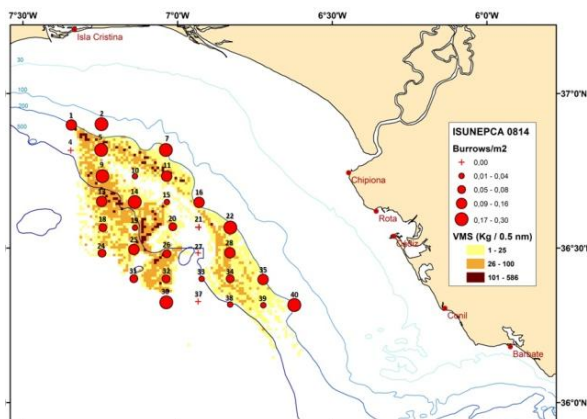 7°30'W 7°0'W 6°30'W 6°0'W
Isla Cristina
30
100
200
500
37°0'N
36°30'N
36°0'N
1 2
4 5 7
9 10 11
14 15 16
18 19 20 21 22
24 25 26 27 28
31 32 33 34 35
37 38 39 40
Chipiona
Rota
Cadiz
Conil
Barbate
ISUNEPCA 0814
Burrows/m2
0,00
0,01 - 0,04
0,05 - 0,08
0,09 - 0,16
0,17 - 0,30
VMS (Kg / 0.5 nm)
1 - 25
26 - 100
101 - 586